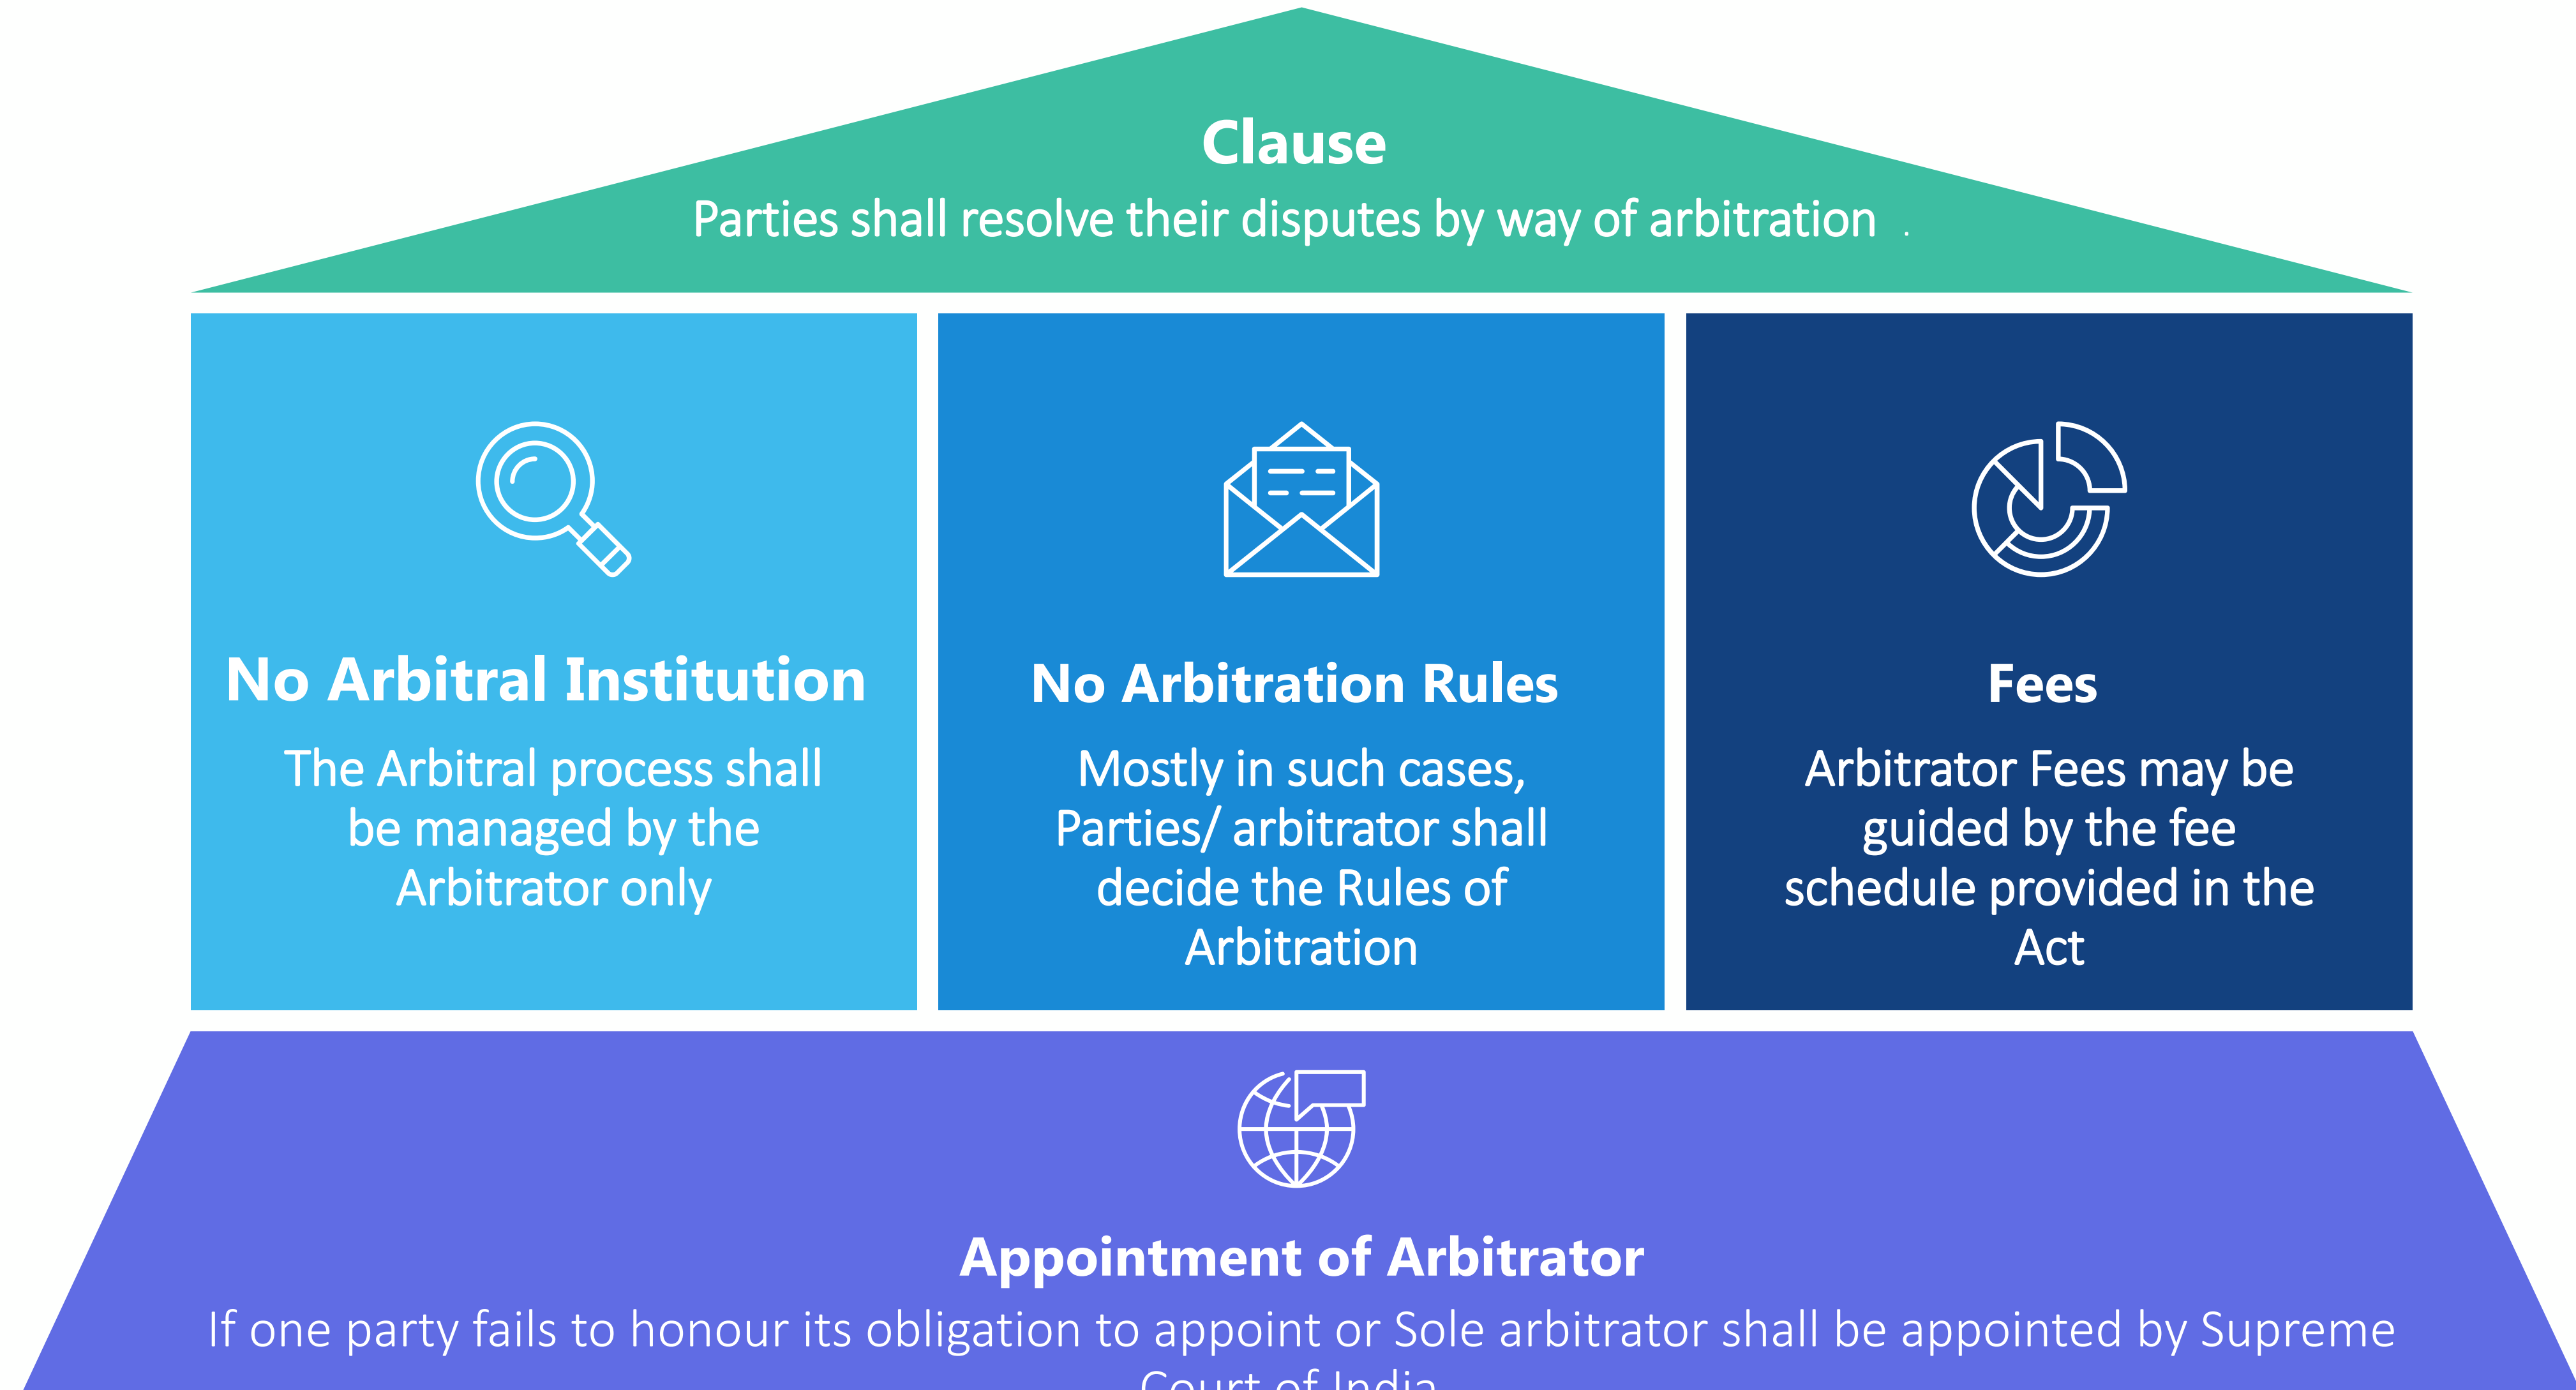 Clause
Parties shall resolve their disputes by way of arbitration .
No Arbitral Institution
The Arbitral process shall
be managed by the
Arbitrator only
No Arbitration Rules
Mostly in such cases,
Parties/ arbitrator shall
decide the Rules of
Arbitration
Fees
Arbitrator Fees may be
guided by the fee
schedule provided in the
Act
Appointment of Arbitrator
If one party fails to honour its obligation to appoint or Sole arbitrator shall be appointed by Supreme
Court of India